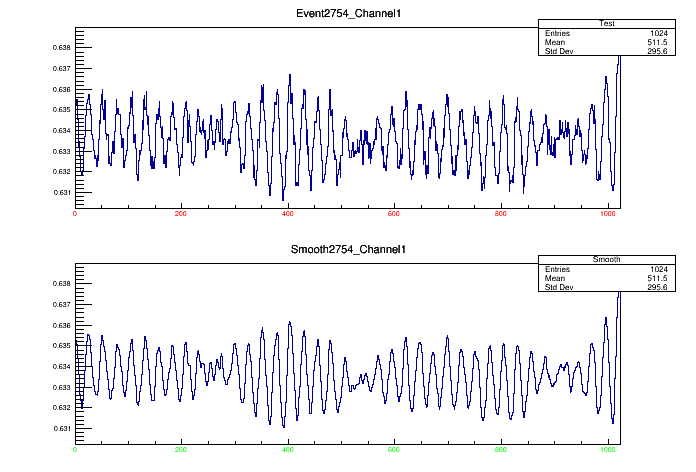 Event2754_Channel1
Test
Entries 1024
Mean 511.5
Std Dev 295.6
0.638
0.637
0.636
0.635
0.634
0.633
0.632
0.631
0 200 400 600 800 1000
Smooth2754_Channel1
Smooth
Entries 1024
Mean 511.5
Std Dev 295.6
0.638
0.637
0.636
0.635
0.634
0.633
0.632
0.631
0 200 400 600 800 1000